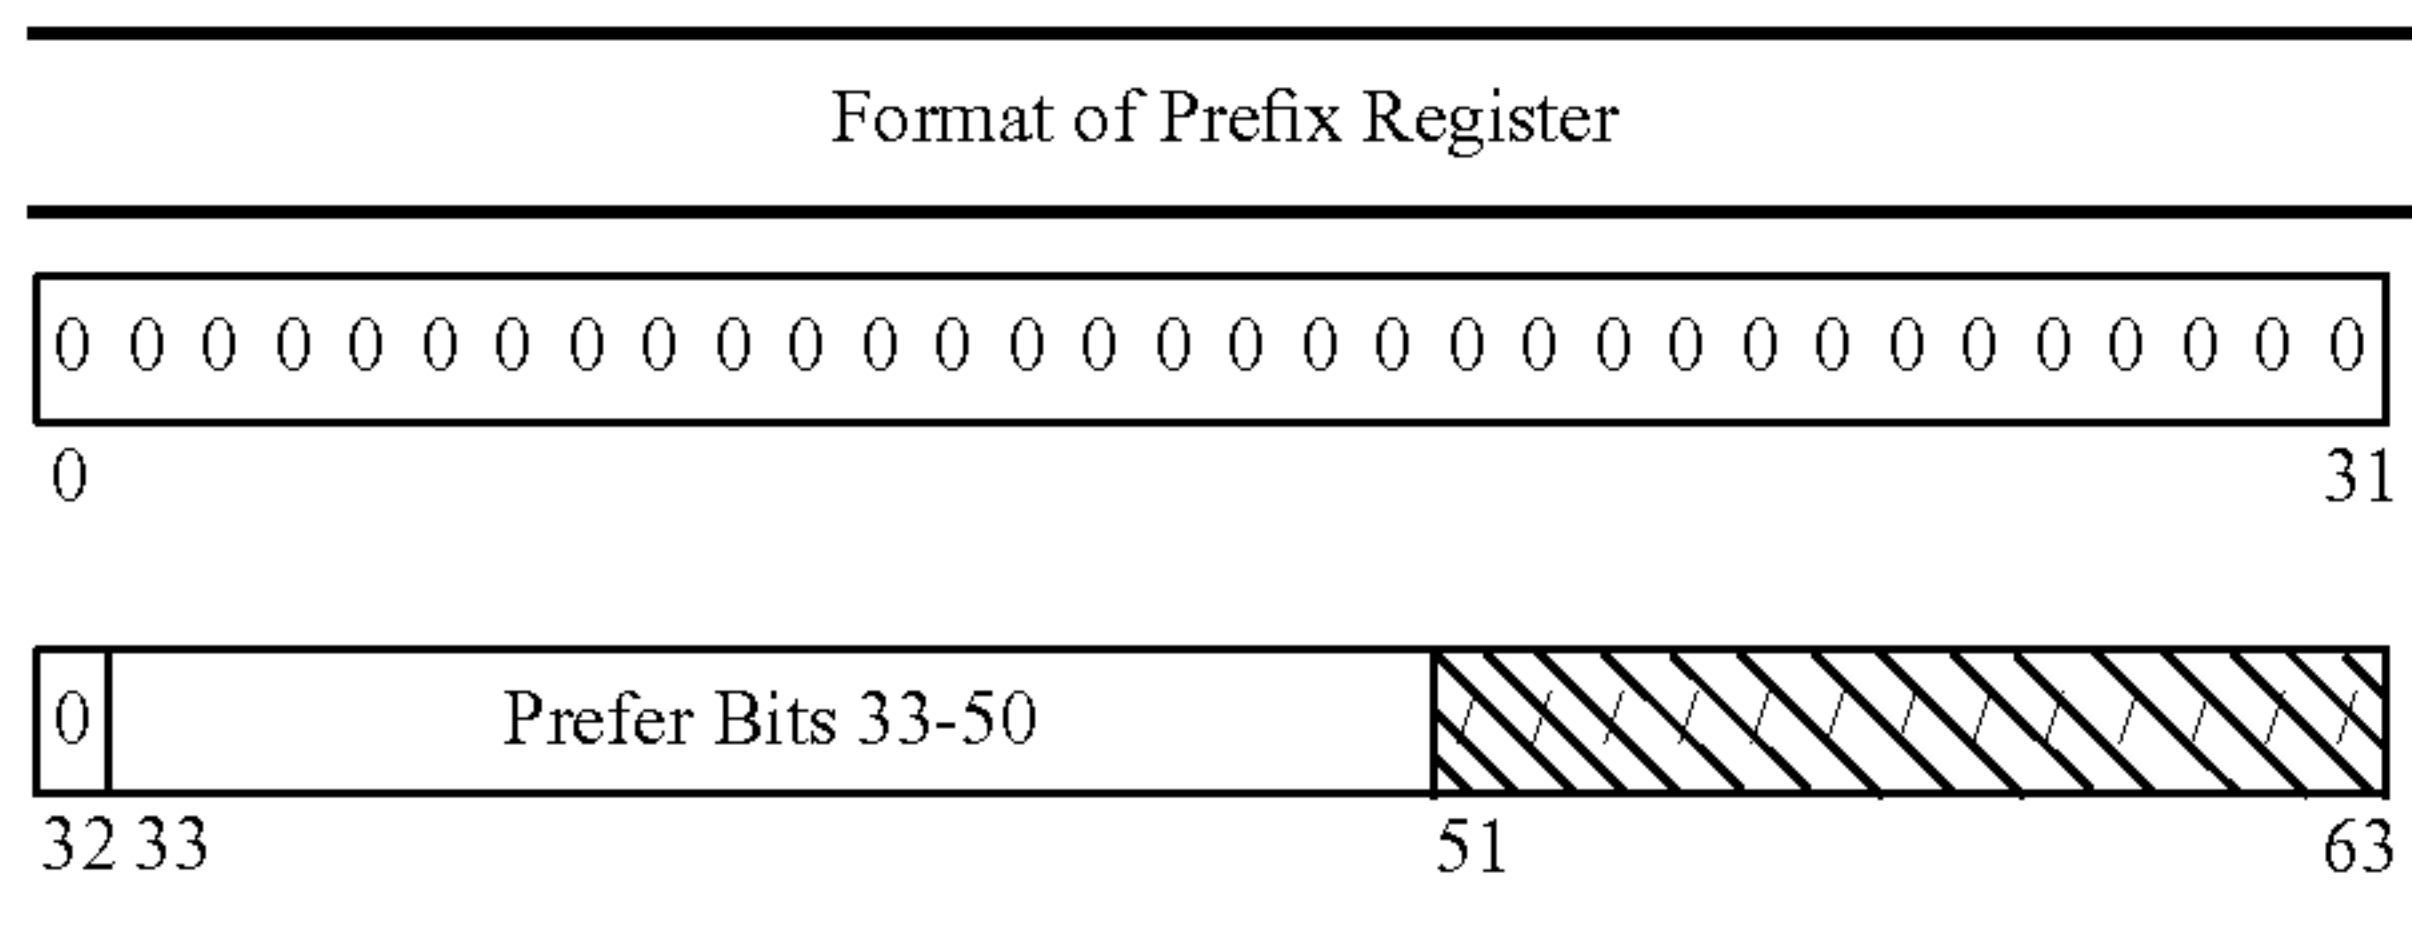 Format of Prefix Register
0 0 0 0 0 0 0 0 0 0 0 0 0 0 0 0 0 0 0 0 0 0 0 0 0 0 0 0 0 0 0 0
0 31
0 Prefer Bits 33-50 / / / / / / / / / / / / /
32 33 51 63